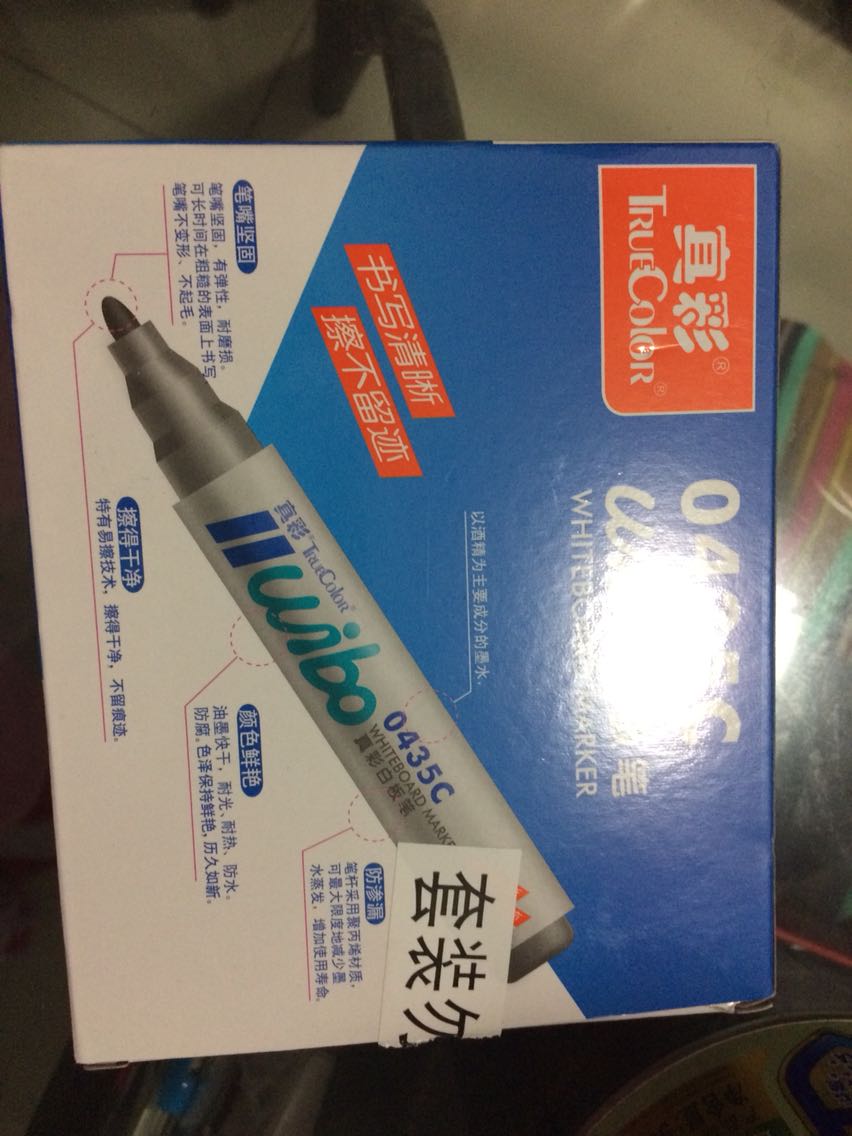 真彩®
TRUECOLOR®
0435C
WHITEBOARD MARKER
笔
书写清晰
擦不留迹
以酒精为主要成分的墨水，
笔嘴坚固
笔嘴坚固，有弹性，耐磨损。
可长时间在粗糙的表面上书写
笔嘴不变形、不起毛。
真彩®TRUECOLOR®
wibo
0435C
WHITEBOARD MARKE
真彩白板笔
擦得干净
特有易擦技术，擦得干净，不留痕迹。
颜色鲜艳
油墨快干，耐光、耐热、防水。
防腐。色泽保持鲜艳，历久如新。
防渗漏
笔杆采用聚丙烯材质，
可最大限度地减少墨
水蒸发，增加使用寿命。
套装勿
净含量